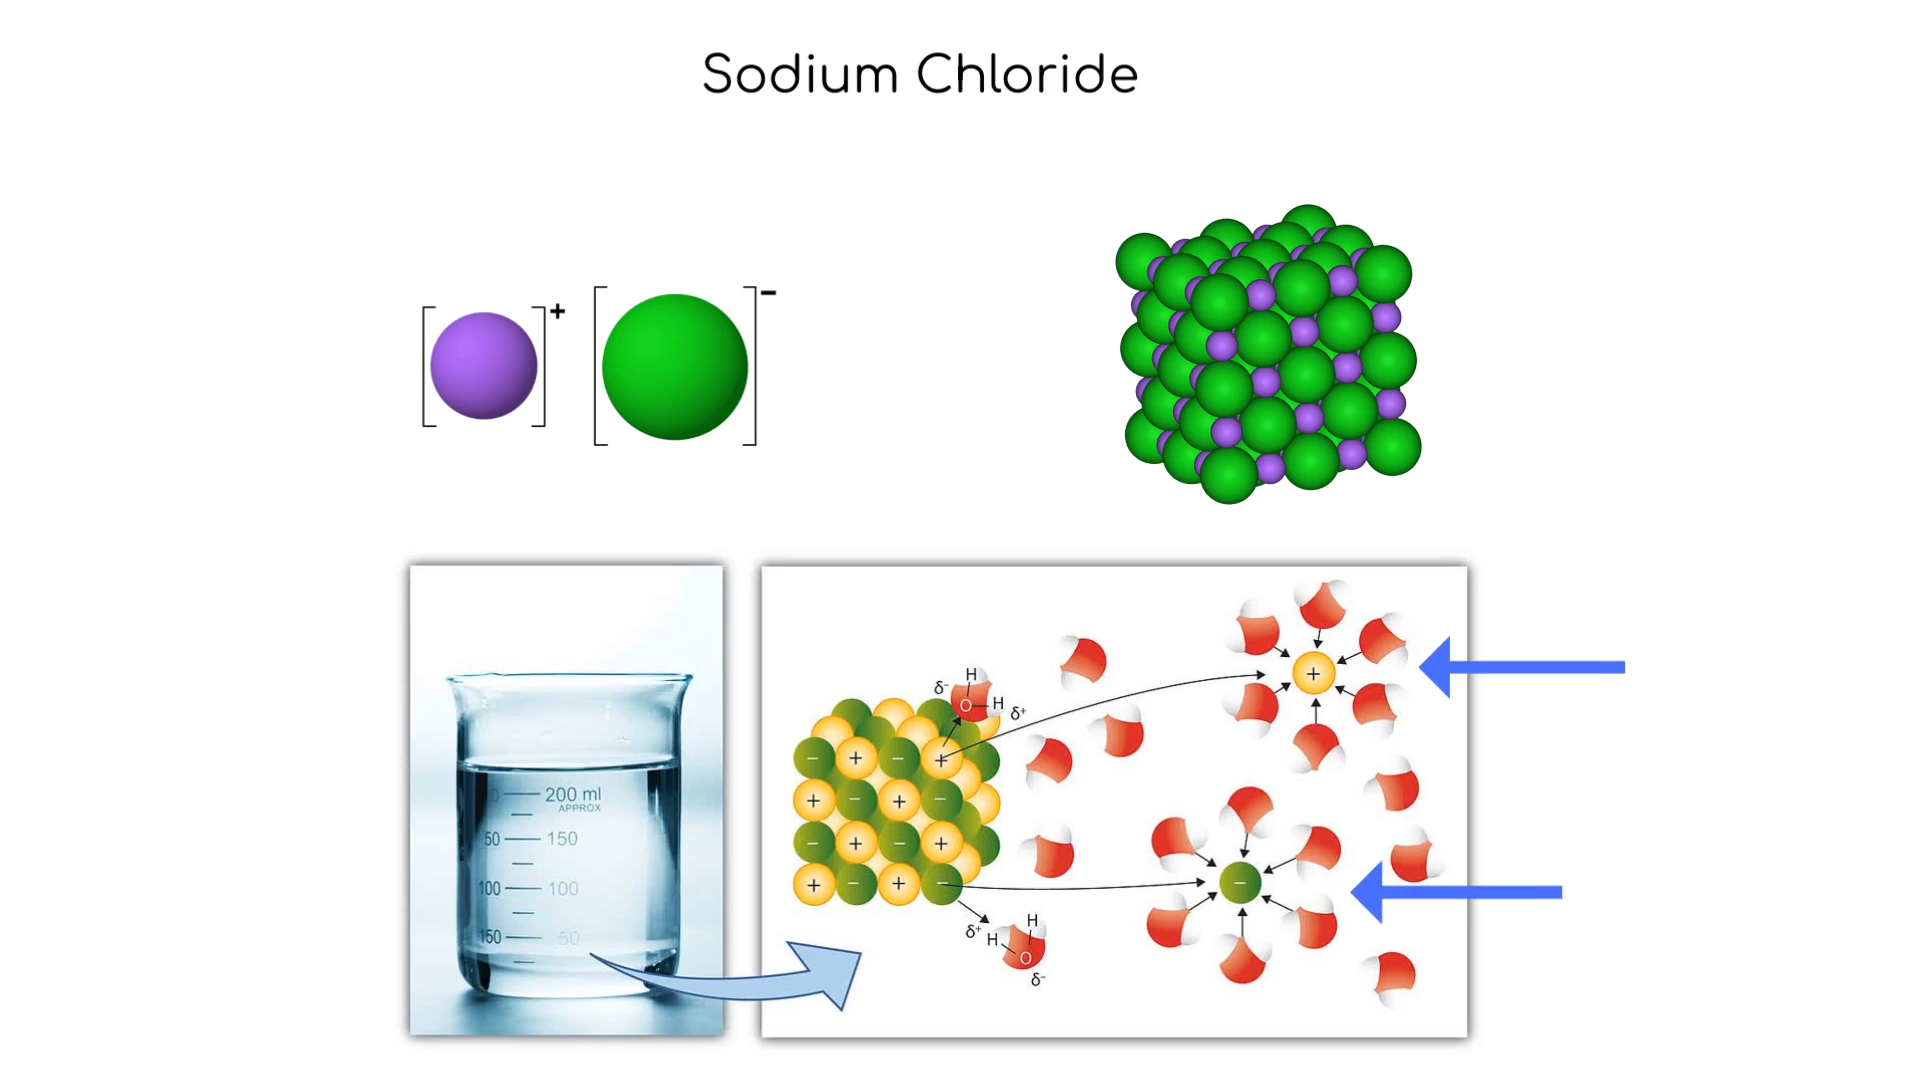 Sodium Chloride
+
−
200 ml
APPROX
50 150
100 100
150 50
δ⁻ H
O H δ⁺
− + − +
+ − + −
− + − +
+ − + −
+
−
δ⁺ H H
O
δ⁻